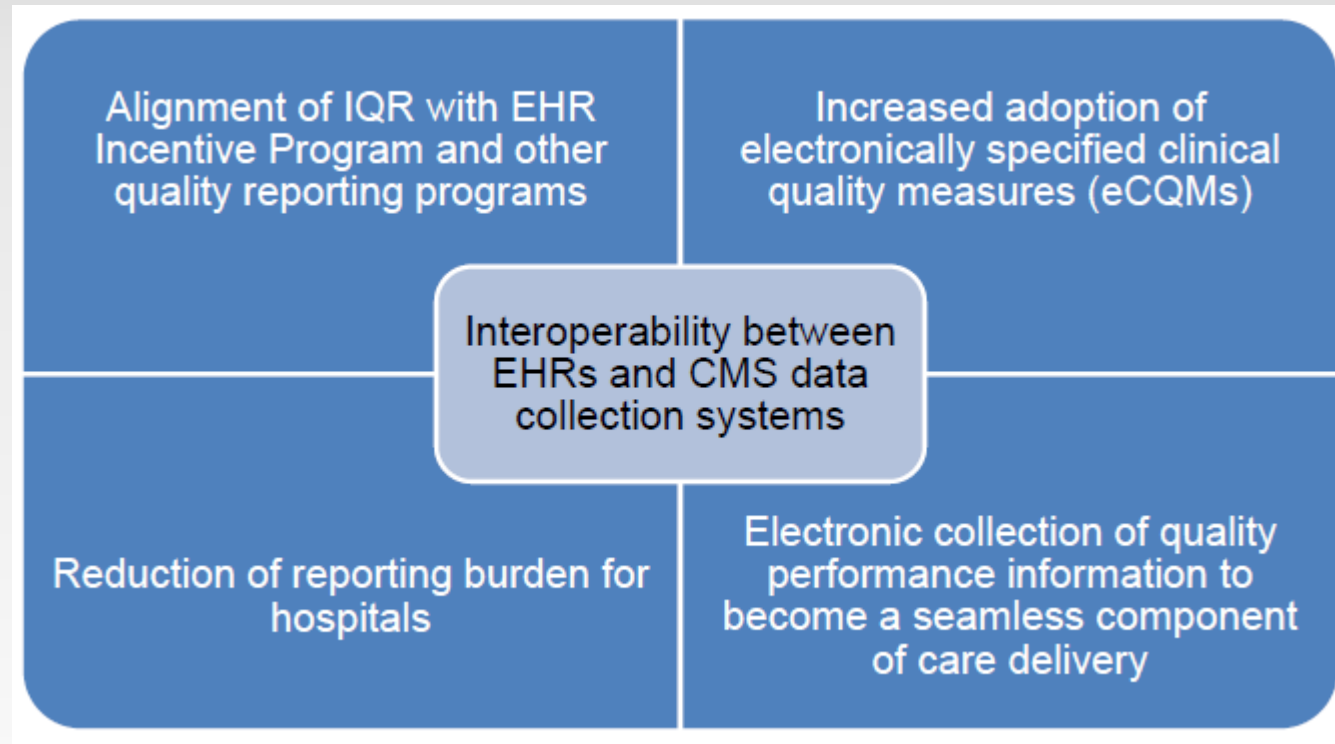 Alignment of IQR with EHR
Incentive Program and other
quality reporting programs
Increased adoption of
electronically specified clinical
quality measures (eCQMs)
Interoperability between
EHRs and CMS data
collection systems
Reduction of reporting burden for
hospitals
Electronic collection of quality
performance information to
become a seamless component
of care delivery